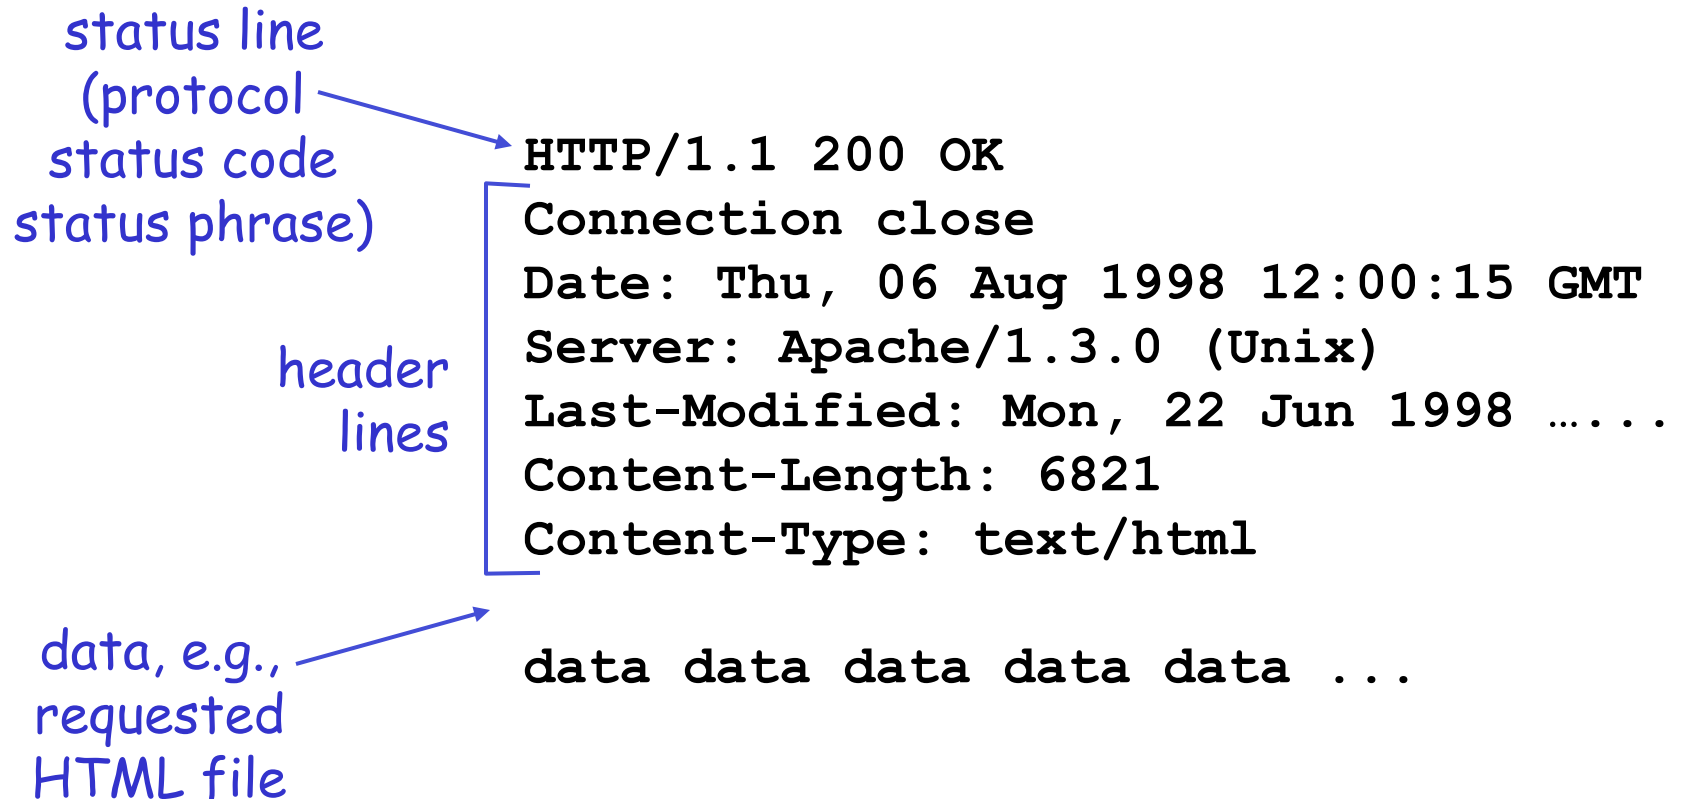 status line
(protocol
status code
status phrase)
HTTP/1.1 200 OK
Connection close
Date: Thu, 06 Aug 1998 12:00:15 GMT
Server: Apache/1.3.0 (Unix)
Last-Modified: Mon, 22 Jun 1998 …...
Content-Length: 6821
Content-Type: text/html
header
lines
data, e.g.,
requested
HTML file
data data data data data ...